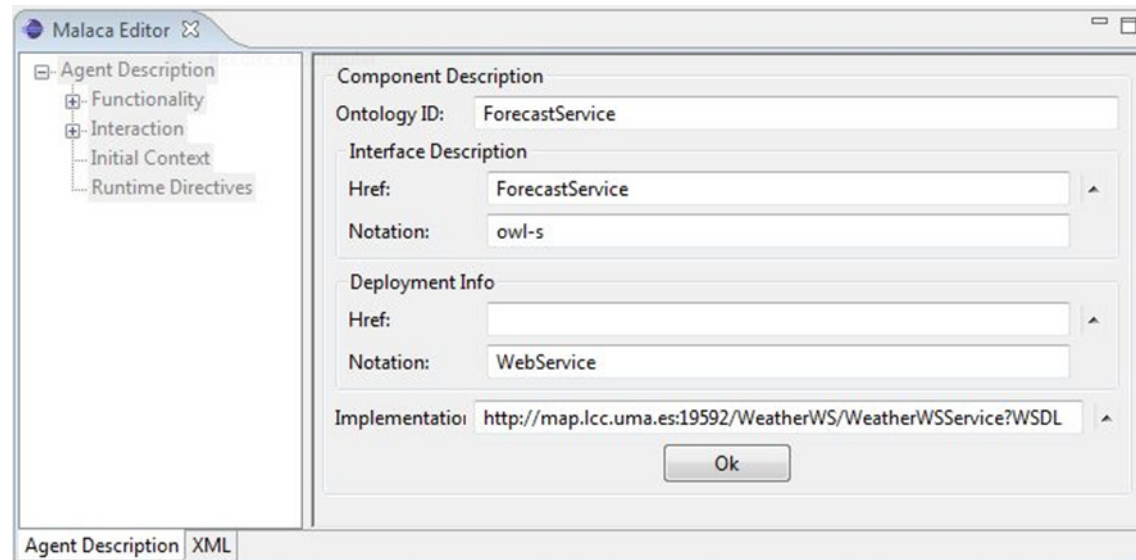 Malaca Editor
Agent Description
Functionality
Interaction
Initial Context
Runtime Directives
Component Description
Ontology ID: ForecastService
Interface Description
Href: ForecastService
Notation: owl-s
Deployment Info
Href:
Notation: WebService
Implementatio http://map.lcc.uma.es:19592/WeatherWS/WeatherWSService?WSDL
Ok
Agent Description XML